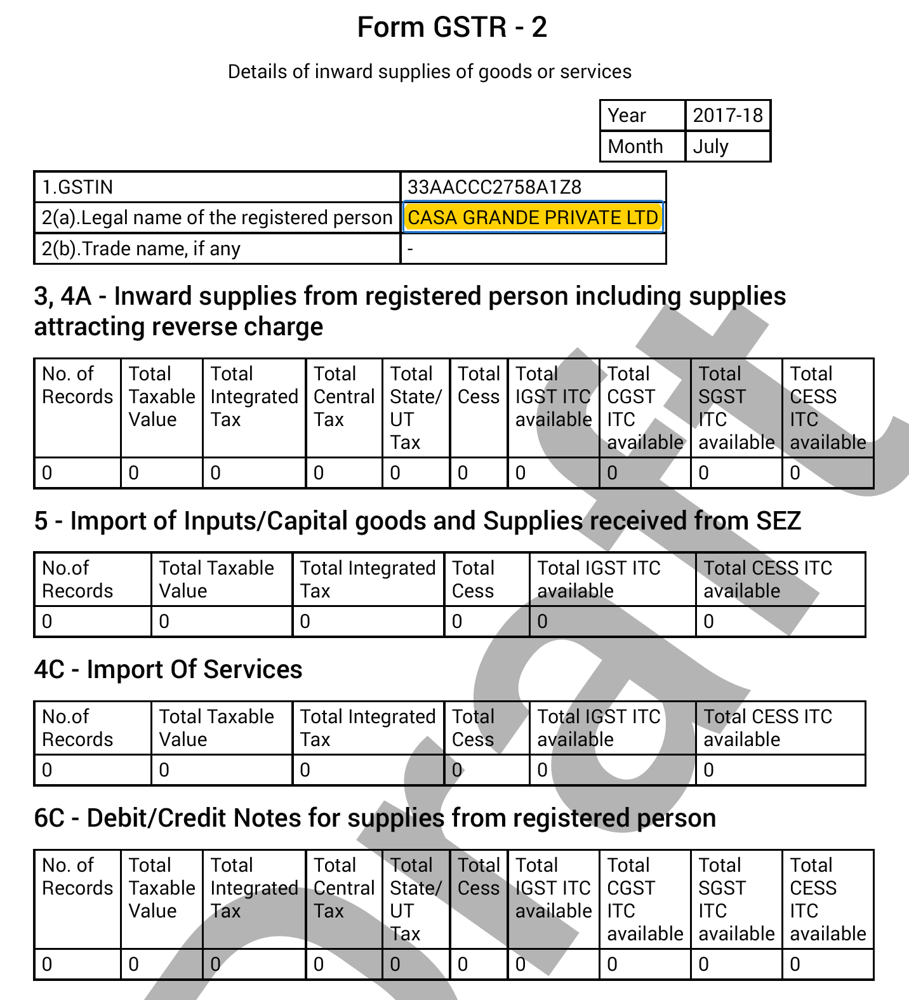 Form GSTR - 2
Details of inward supplies of goods or services
Year 2017-18
Month July
1.GSTIN 33AACCC2758A1Z8
2(a).Legal name of the registered person CASA GRANDE PRIVATE LTD
2(b).Trade name, if any -
3, 4A - Inward supplies from registered person including supplies
attracting reverse charge
No. of Total Total Total Total Total Total Total Total Total
Records Taxable Integrated Central State/ Cess IGST ITC CGST SGST CESS
Value Tax Tax UT available ITC ITC ITC
Tax available available available
0 0 0 0 0 0 0 0 0 0
5 - Import of Inputs/Capital goods and Supplies received from SEZ
No.of Total Taxable Total Integrated Total Total IGST ITC Total CESS ITC
Records Value Tax Cess available available
0 0 0 0 0 0
4C - Import Of Services
No.of Total Taxable Total Integrated Total Total IGST ITC Total CESS ITC
Records Value Tax Cess available available
0 0 0 0 0 0
6C - Debit/Credit Notes for supplies from registered person
No. of Total Total Total Total Total Total Total Total Total
Records Taxable Integrated Central State/ Cess IGST ITC CGST SGST CESS
Value Tax Tax UT available ITC ITC ITC
Tax available available available
0 0 0 0 0 0 0 0 0 0
Draft